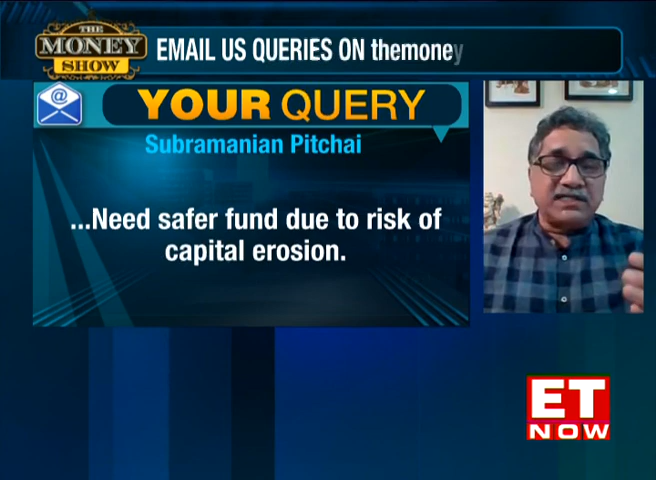 THE
MONEY
SHOW
EMAIL US QUERIES ON themoney
@
YOUR QUERY
Subramanian Pitchai
...Need safer fund due to risk of
capital erosion.
ET
NOW